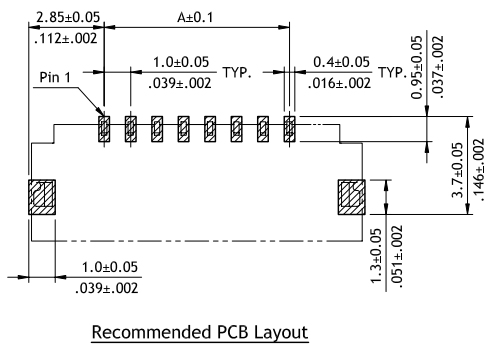 2.85±0.05
.112±.002
A±0.1
Pin 1
1.0±0.05
.039±.002
TYP.
0.4±0.05
.016±.002
TYP.
0.95±0.05
.037±.002
3.7±0.05
.146±.002
1.3±0.05
.051±.002
1.0±0.05
.039±.002
Recommended PCB Layout